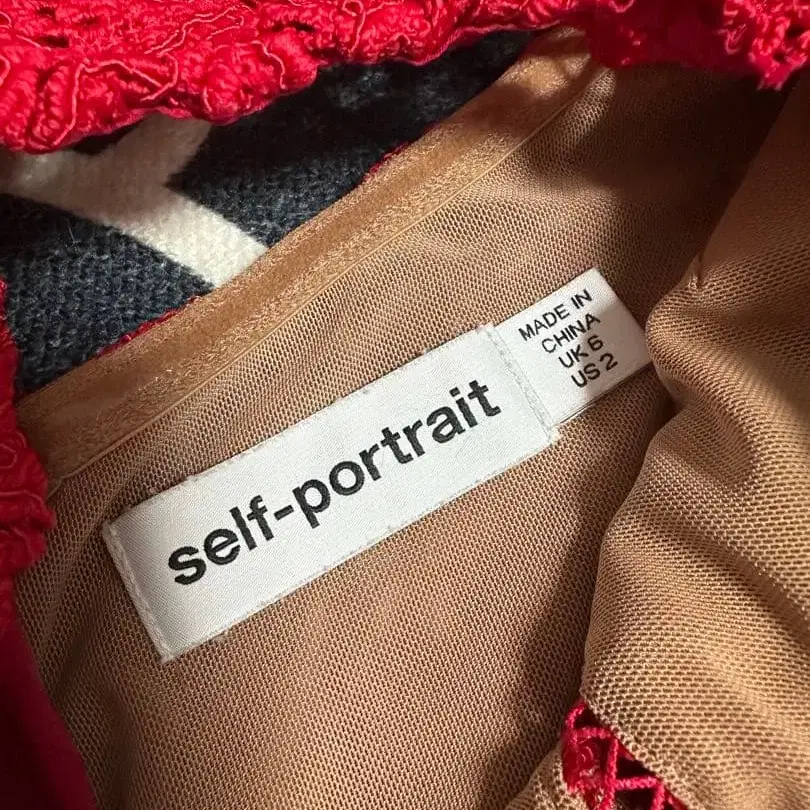 self-portrait
MADE IN
CHINA
UK 6
US 2